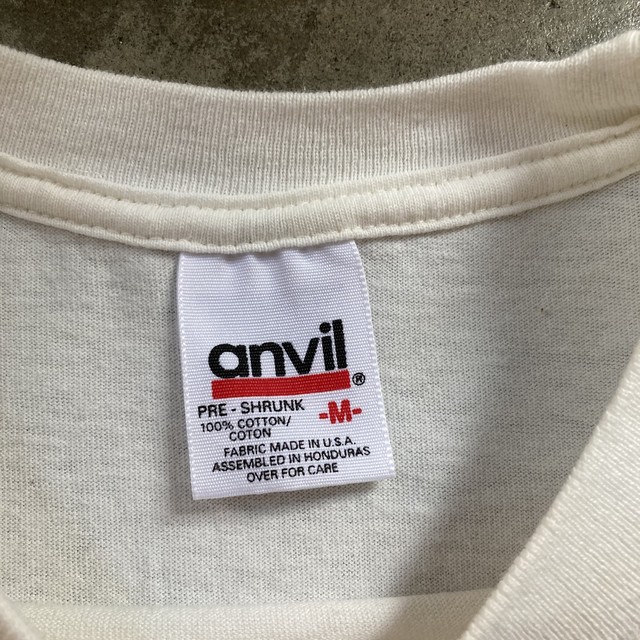 anvil®
PRE - SHRUNK -M-
100% COTTON/
COTON
FABRIC MADE IN U.S.A.
ASSEMBLED IN HONDURAS
OVER FOR CARE